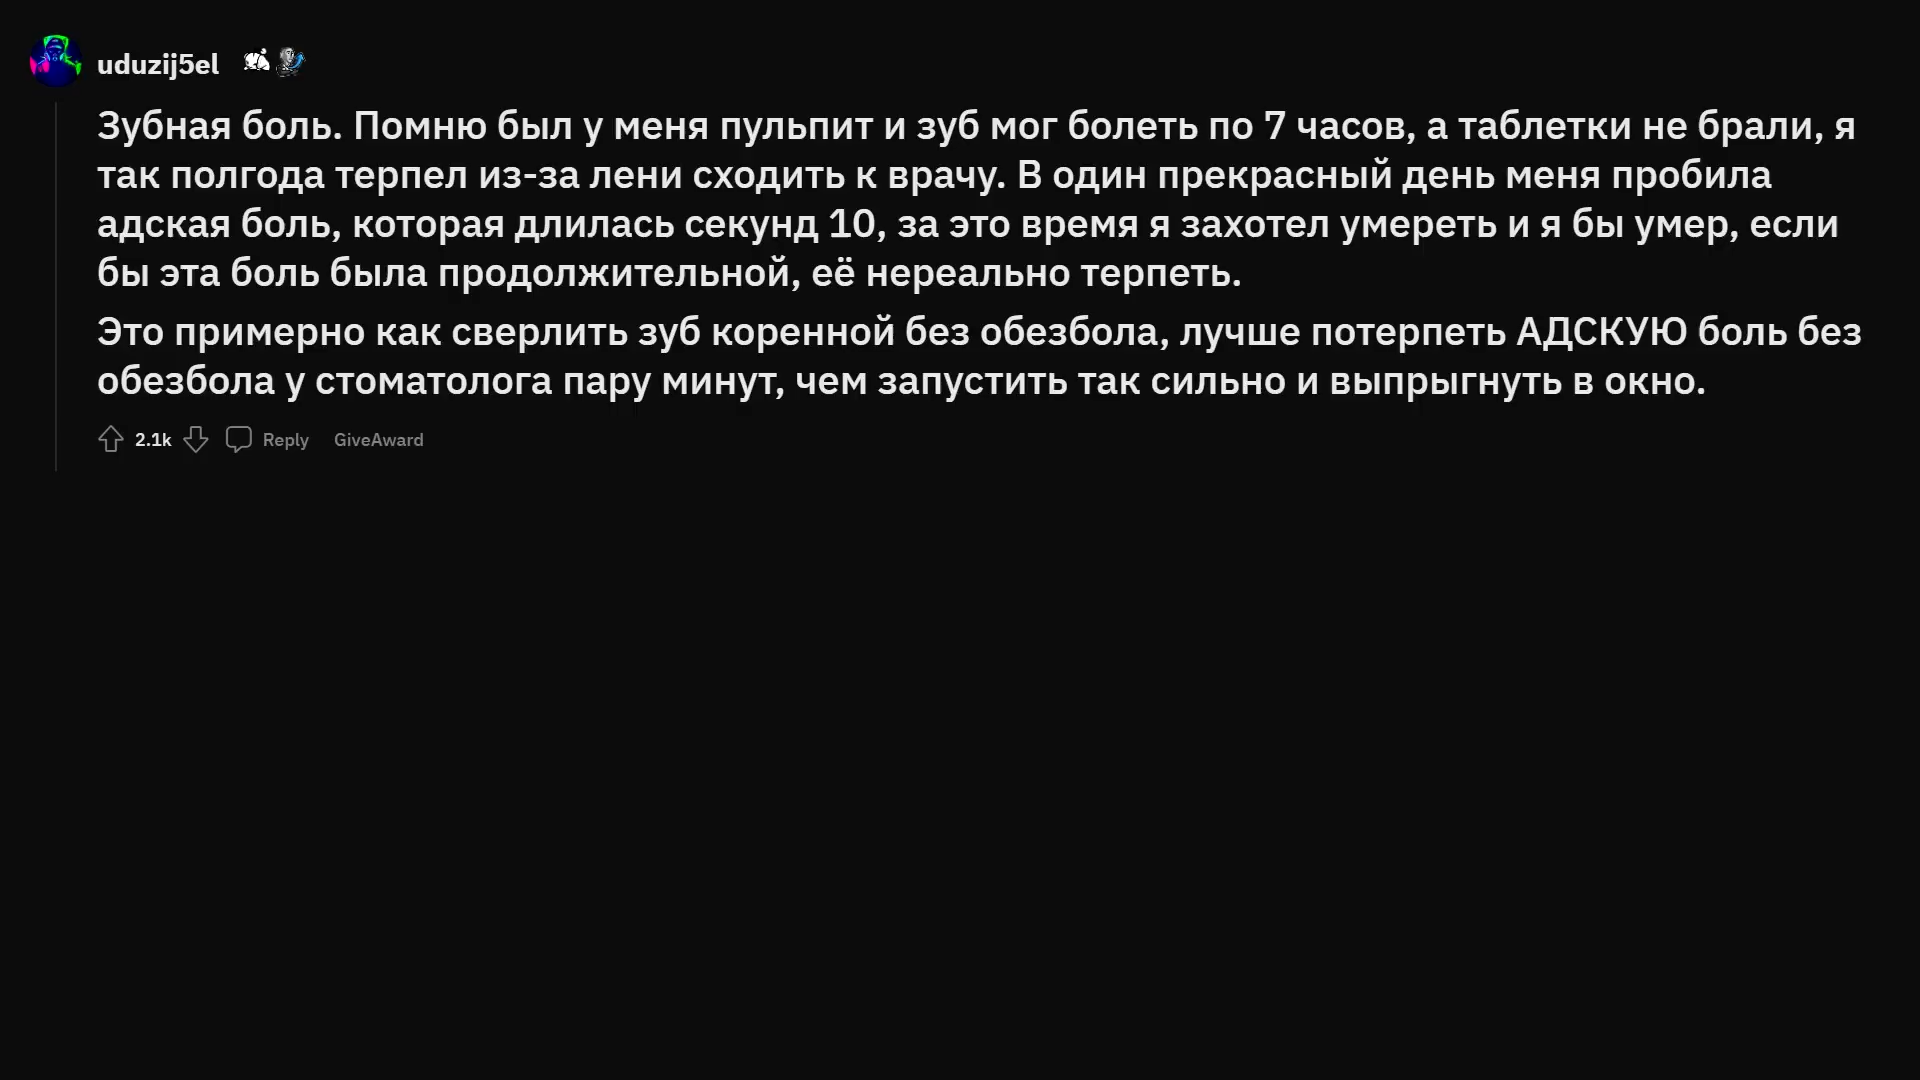 uduzij5el
Зубная боль. Помню был у меня пульпит и зуб мог болеть по 7 часов, а таблетки не брали, я
так полгода терпел из-за лени сходить к врачу. В один прекрасный день меня пробила
адская боль, которая длилась секунд 10, за это время я захотел умереть и я бы умер, если
бы эта боль была продолжительной, её нереально терпеть.
Это примерно как сверлить зуб коренной без обезбола, лучше потерпеть АДСКУЮ боль без
обезбола у стоматолога пару минут, чем запустить так сильно и выпрыгнуть в окно.
2.1k Reply GiveAward